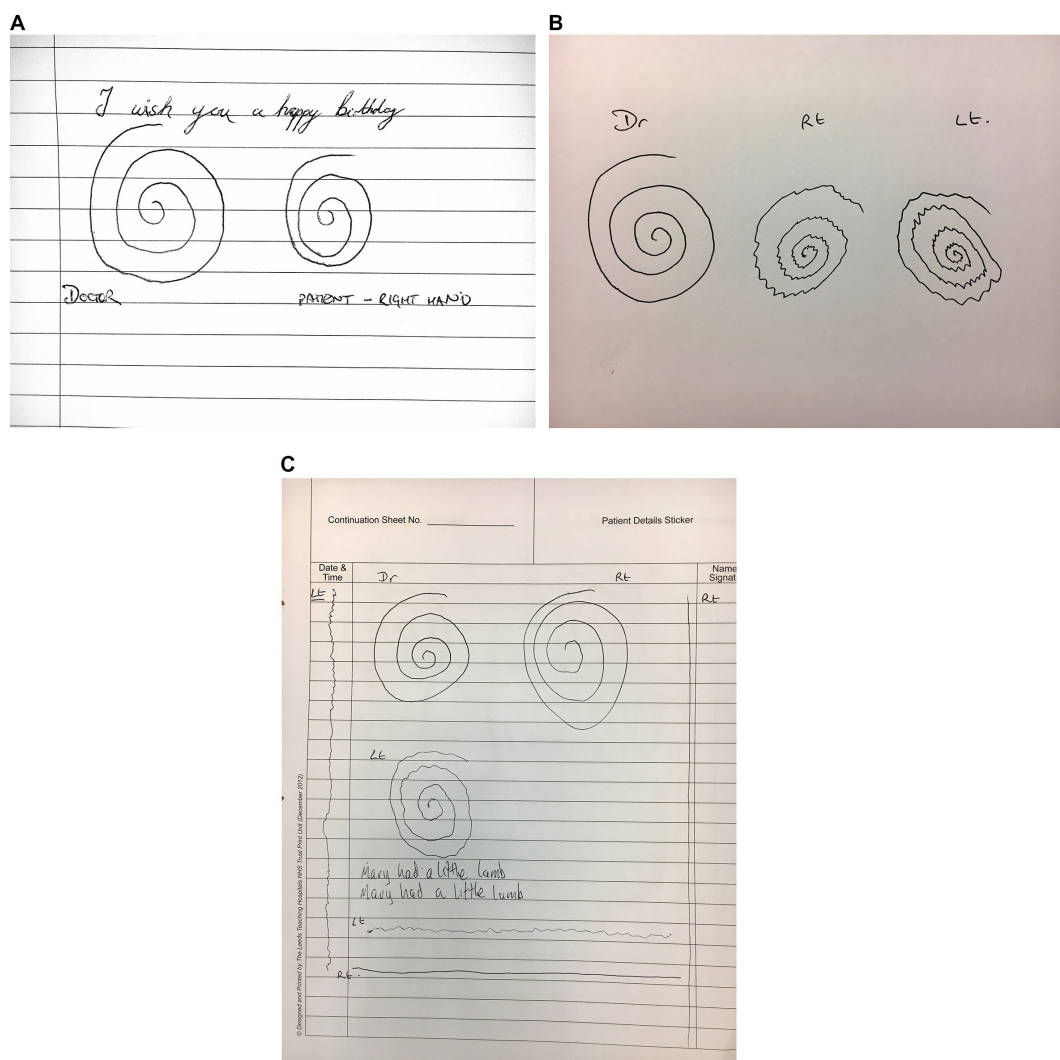 A
I wish you a happy birthday
DOCTOR
PATIENT - RIGHT HAND
B
Dr
Rt
Lt.
C
Continuation Sheet No.
Patient Details Sticker
Date & Time
Name
Signat
Dr
Rt
Lt
Rt
Lt
Mary had a little lamb
Mary had a little lamb
Lt
Rt.
© Designed and Printed by The Leeds Teaching Hospitals NHS Trust Print Unit (December 2012)